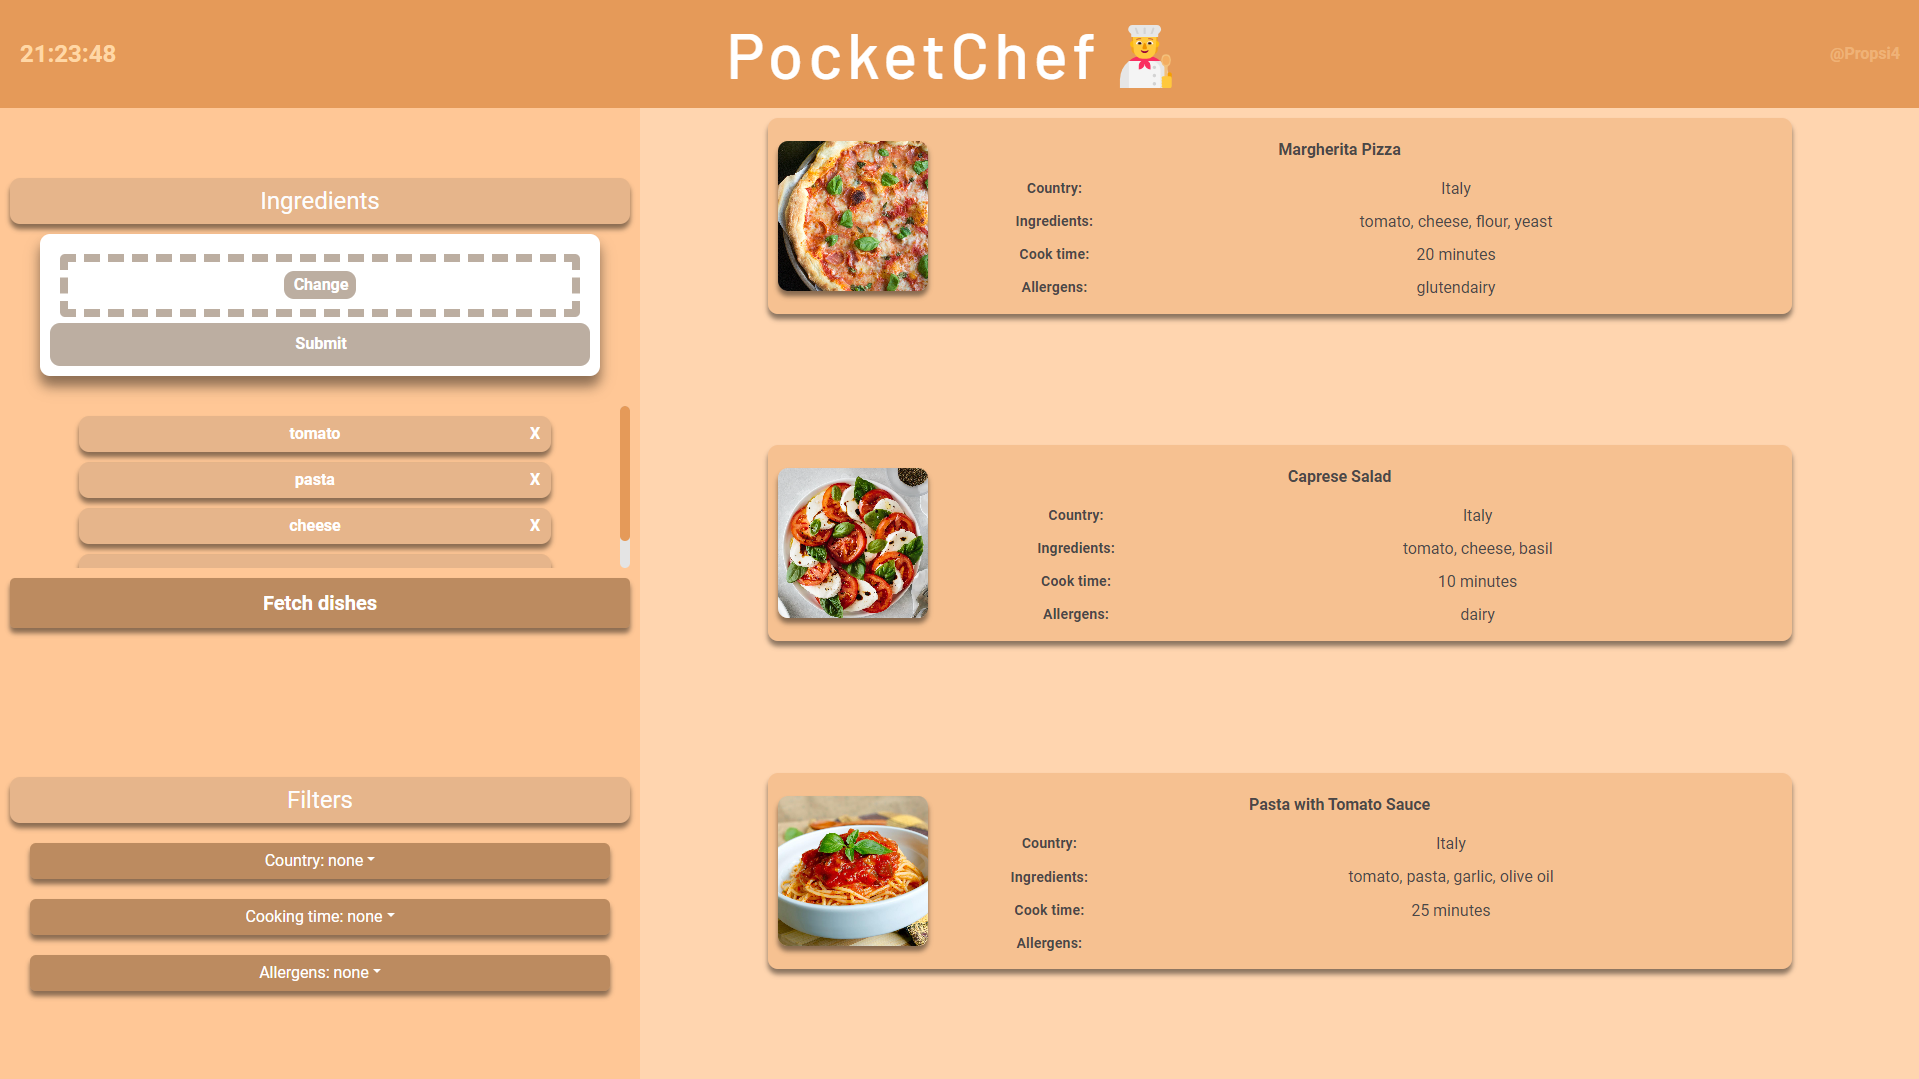 21:23:48
PocketChef
@Propsi4
Ingredients
Change
Submit
tomato X
pasta X
cheese X
Fetch dishes
Filters
Country: none
Cooking time: none
Allergens: none
Margherita Pizza
Country: Italy
Ingredients: tomato, cheese, flour, yeast
Cook time: 20 minutes
Allergens: glutendairy
Caprese Salad
Country: Italy
Ingredients: tomato, cheese, basil
Cook time: 10 minutes
Allergens: dairy
Pasta with Tomato Sauce
Country: Italy
Ingredients: tomato, pasta, garlic, olive oil
Cook time: 25 minutes
Allergens: